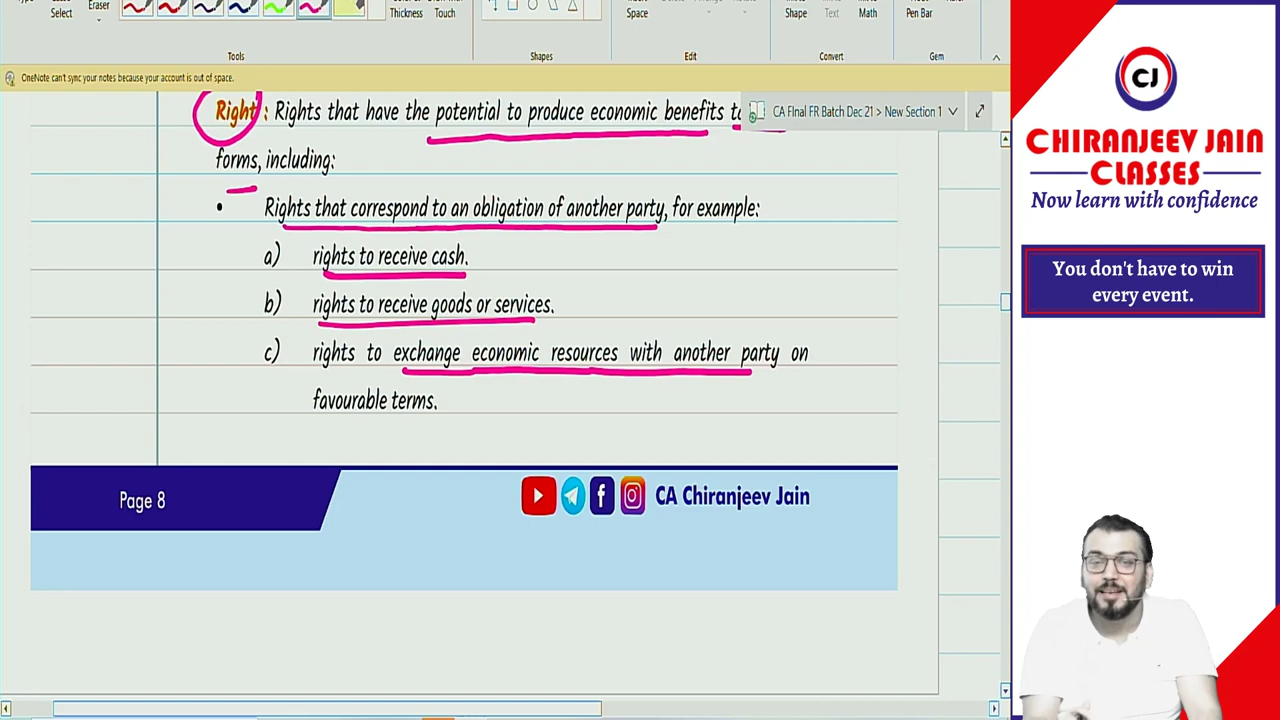 Eraser
Select
Thickness
Touch
Space
Shape
Text
Math
Pen Bar
Tools
Shapes
Edit
Convert
Gem
OneNote can't sync your notes because your account is out of space.
CA FInal FR Batch Dec 21 > New Section 1
Right : Rights that have the potential to produce economic benefits
forms, including:
• Rights that correspond to an obligation of another party, for example:
a) rights to receive cash.
b) rights to receive goods or services.
c) rights to exchange economic resources with another party on
favourable terms.
Page 8
CA Chiranjeev Jain
CJ
CHIRANJEEV JAIN
CLASSES
Now learn with confidence
You don't have to win
every event.